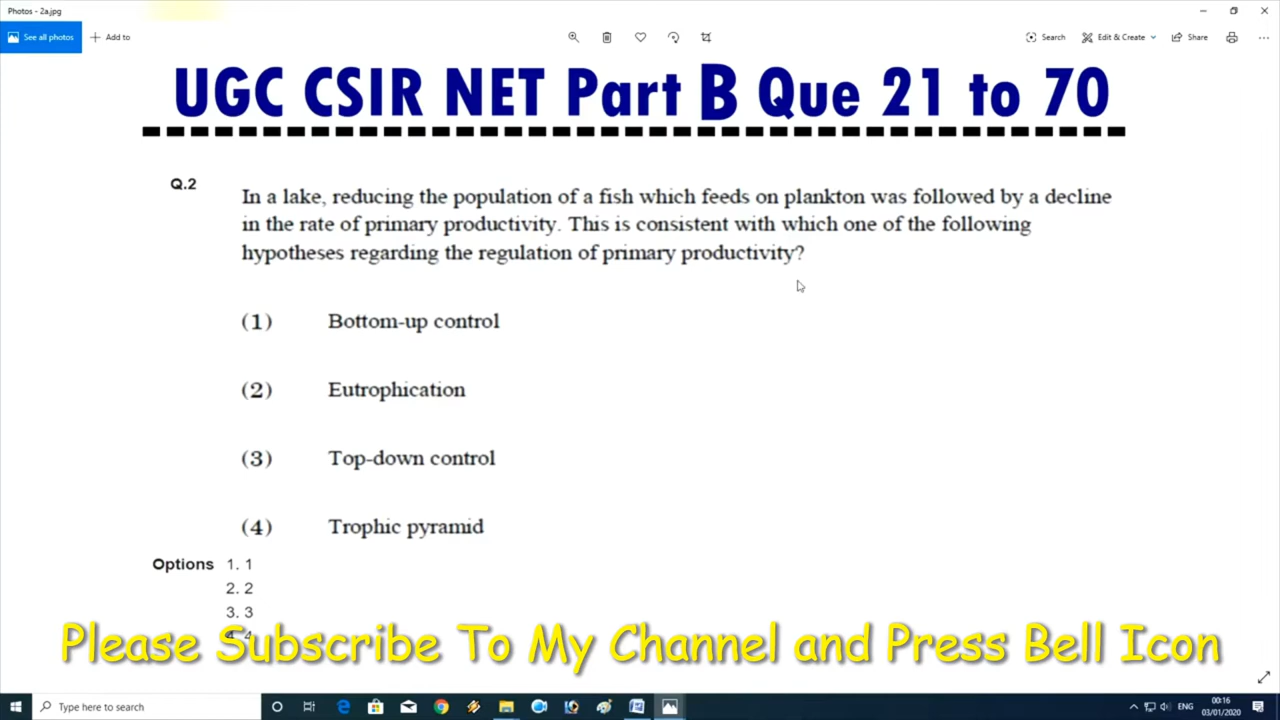 Photos - 2a.jpg
See all photos + Add to Search Edit & Create Share
UGC CSIR NET Part B Que 21 to 70
Q.2
In a lake, reducing the population of a fish which feeds on plankton was followed by a decline
in the rate of primary productivity. This is consistent with which one of the following
hypotheses regarding the regulation of primary productivity?
(1) Bottom-up control
(2) Eutrophication
(3) Top-down control
(4) Trophic pyramid
Options 1. 1
2. 2
3. 3
4. 4
Please Subscribe To My Channel and Press Bell Icon
Type here to search ENG 00:16
03/01/2020